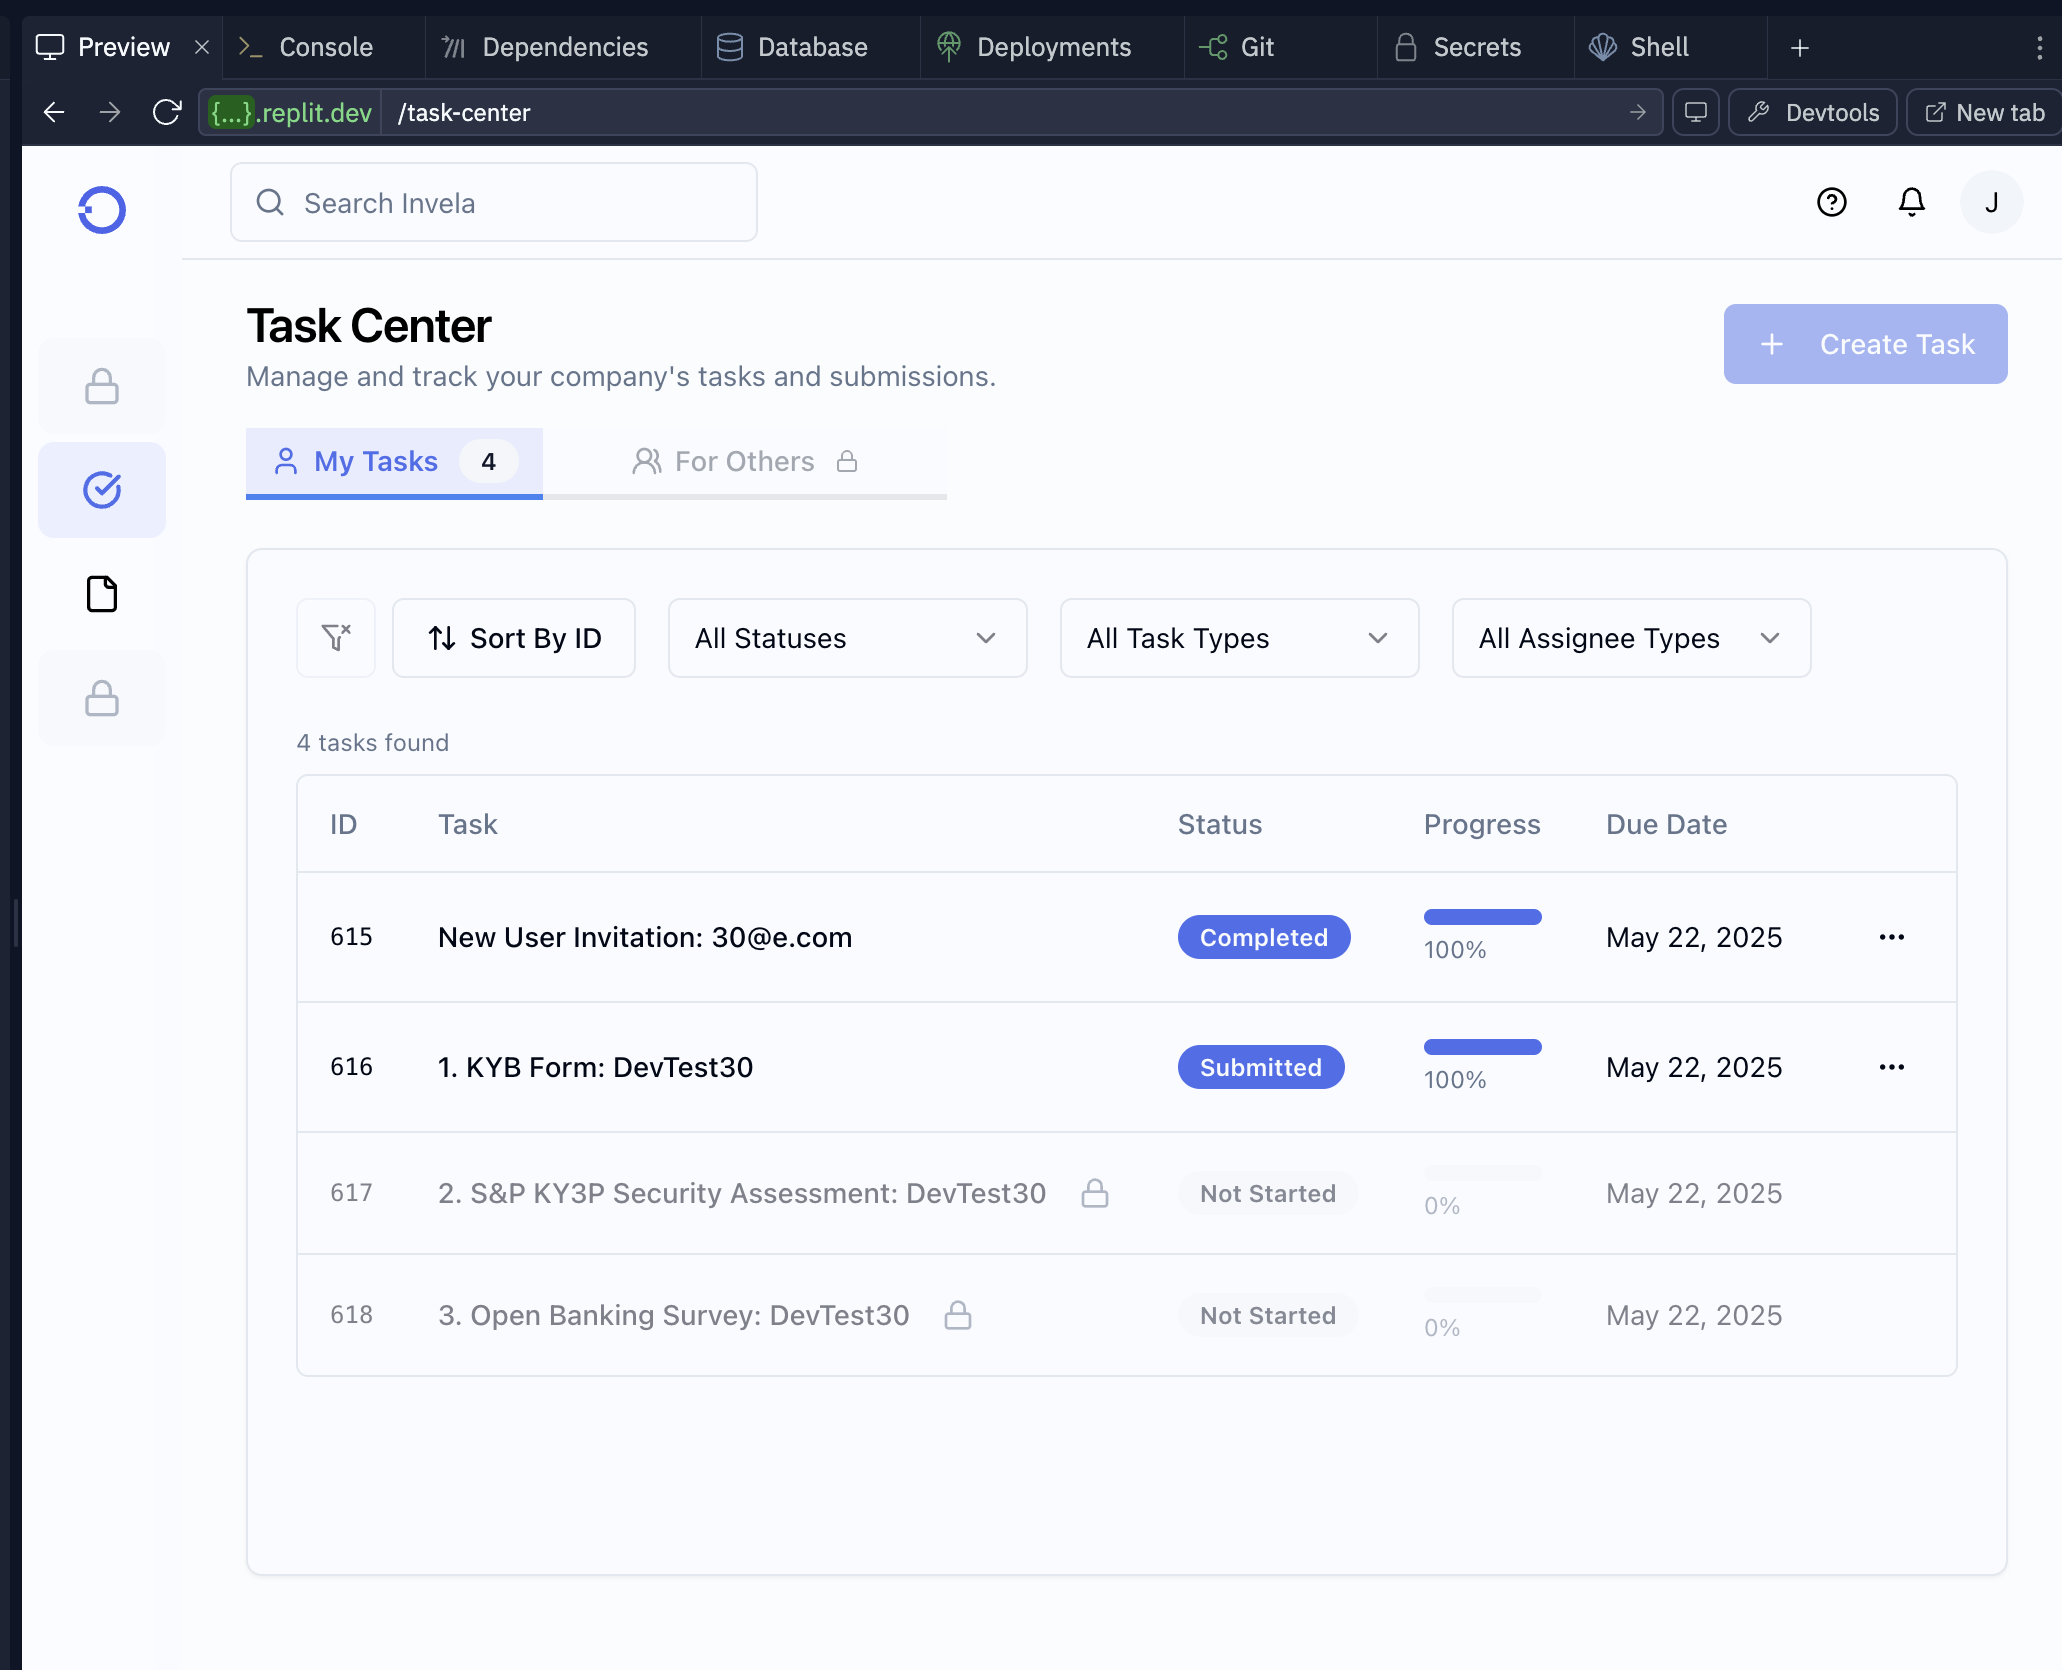 Preview
Console
Dependencies
Database
Deployments
Git
Secrets
Shell
{...}.replit.dev /task-center
Devtools
New tab
Search Invela
J
Task Center
Manage and track your company's tasks and submissions.
Create Task
My Tasks 4
For Others
Sort By ID
All Statuses
All Task Types
All Assignee Types
4 tasks found
ID Task Status Progress Due Date
615 New User Invitation: 30@e.com Completed 100% May 22, 2025
616 1. KYB Form: DevTest30 Submitted 100% May 22, 2025
617 2. S&P KY3P Security Assessment: DevTest30 Not Started 0% May 22, 2025
618 3. Open Banking Survey: DevTest30 Not Started 0% May 22, 2025